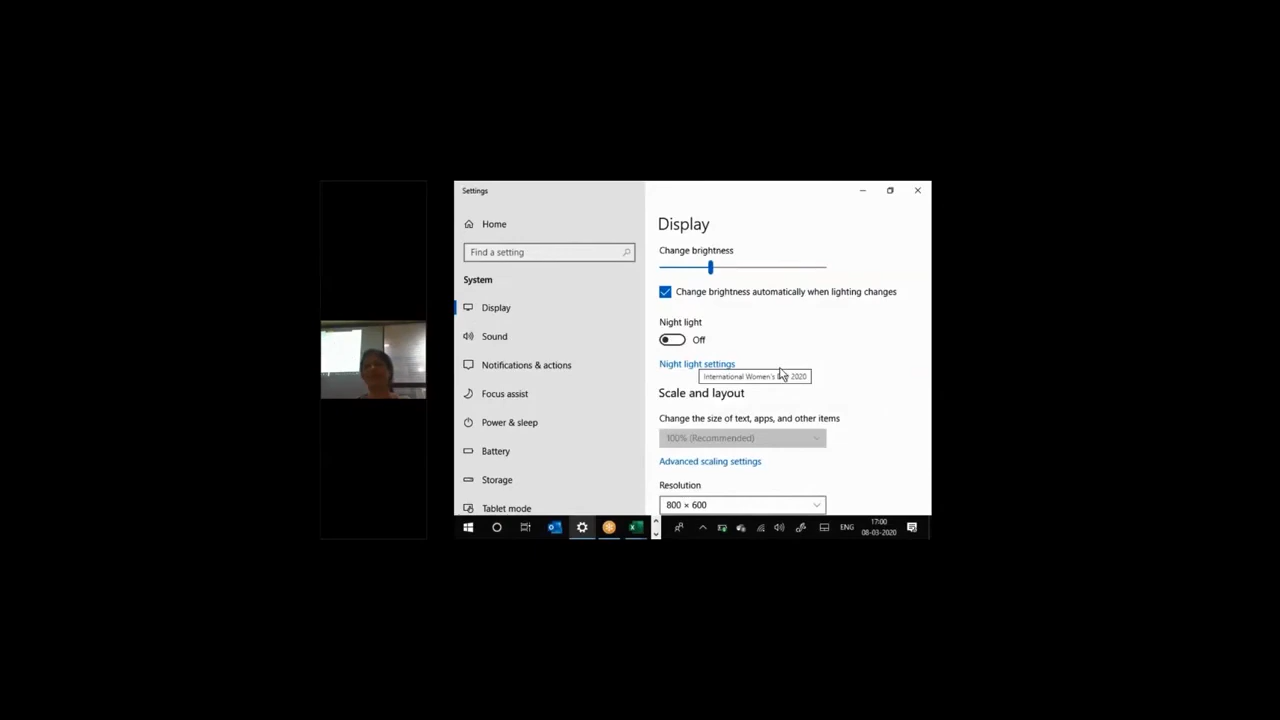 Settings
Home
Find a setting
System
Display
Sound
Notifications & actions
Focus assist
Power & sleep
Battery
Storage
Tablet mode
Display
Change brightness
Change brightness automatically when lighting changes
Night light
Off
Night light settings
International Women's 2020
Scale and layout
Change the size of text, apps, and other items
100% (Recommended)
Advanced scaling settings
Resolution
800 × 600
ENG
17:00
08-03-2020